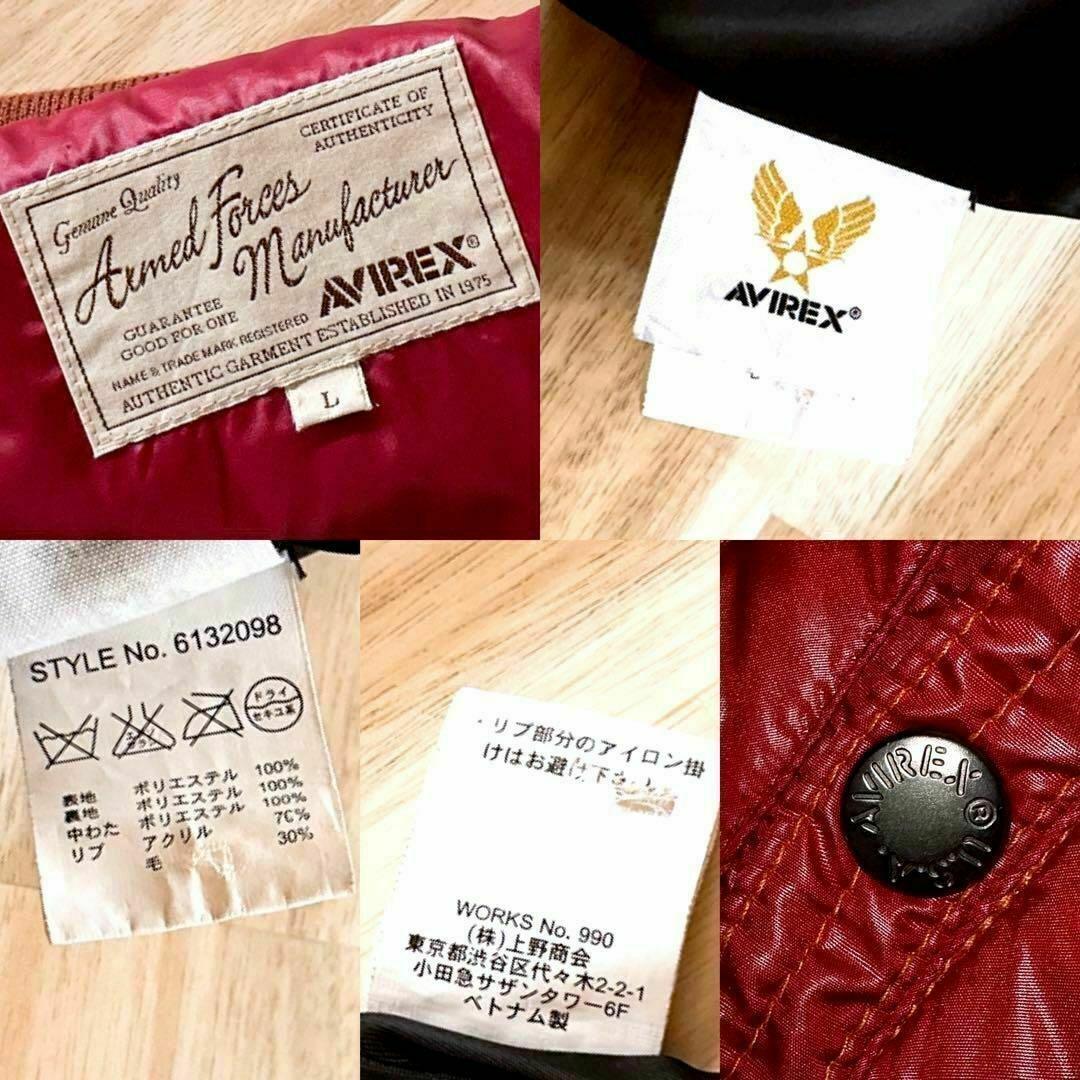 CERTIFICATE OF
AUTHENTICITY
Genuine Quality
Armed Forces
Manufacturer
GUARANTEE
GOOD FOR ONE
AVIREX®
NAME & TRADE MARK REGISTERED
AUTHENTIC GARMENT ESTABLISHED IN 1975
L
AVIREX®
STYLE No. 6132098
ドライ
セキユ系
表地 ポリエステル 100%
裏地 ポリエステル 100%
中わた ポリエステル 100%
リブ アクリル 70%
毛 30%
・リブ部分のアイロン掛
けはお避け下さい。
WORKS No. 990
(株)上野商会
東京都渋谷区代々木2-2-1
小田急サザンタワー6F
ベトナム製
AVIREX® U.S.A.